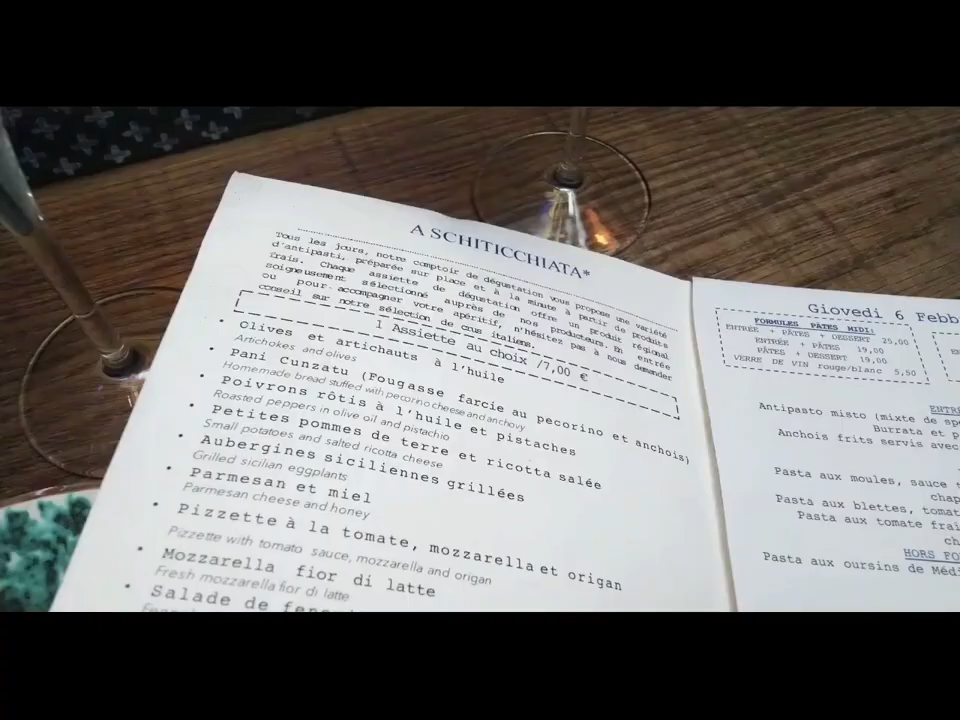 A SCHITICCHIATA*
Tous les jours, notre comptoir de dégustation vous propose une variété
d'antipasti, préparée sur place et à la minute à partir de produits
frais. Chaque assiette de dégustation offre un produit régional
soigneusement sélectionné auprès de nos producteurs. En entrée
ou pour accompagner votre apéritif, n'hésitez pas à nous demander
conseil sur notre sélection de crus italiens.
1 Assiette au choix /7,00 €
• Olives et artichauts à l'huile
Artichokes and olives
• Pani Cunzatu (Fougasse farcie au pecorino et anchois)
Homemade bread stuffed with pecorino cheese and anchovy
• Poivrons rôtis à l'huile et pistaches
Roasted peppers in olive oil and pistachio
• Petites pommes de terre et ricotta salée
Small potatoes and salted ricotta cheese
• Aubergines siciliennes grillées
Grilled sicilian eggplants
• Parmesan et miel
Parmesan cheese and honey
• Pizzette à la tomate, mozzarella et origan
Pizzette with tomato sauce, mozzarella and origan
• Mozzarella fior di latte
Fresh mozzarella fior di latte
• Salade de
Giovedi 6
FORMULES PÂTES MIDI:
ENTRÉE + PÂTES + DESSERT 25,00
ENTRÉE + PÂTES 19,00
PÂTES + DESSERT 19,00
VERRE DE VIN rouge/blanc 5,50
Antipasto misto (mixte de
Burrata et
Anchois frits servis avec
Pasta aux moules, sauce
Pasta aux blettes,
Pasta aux tomate
Pasta aux oursins de